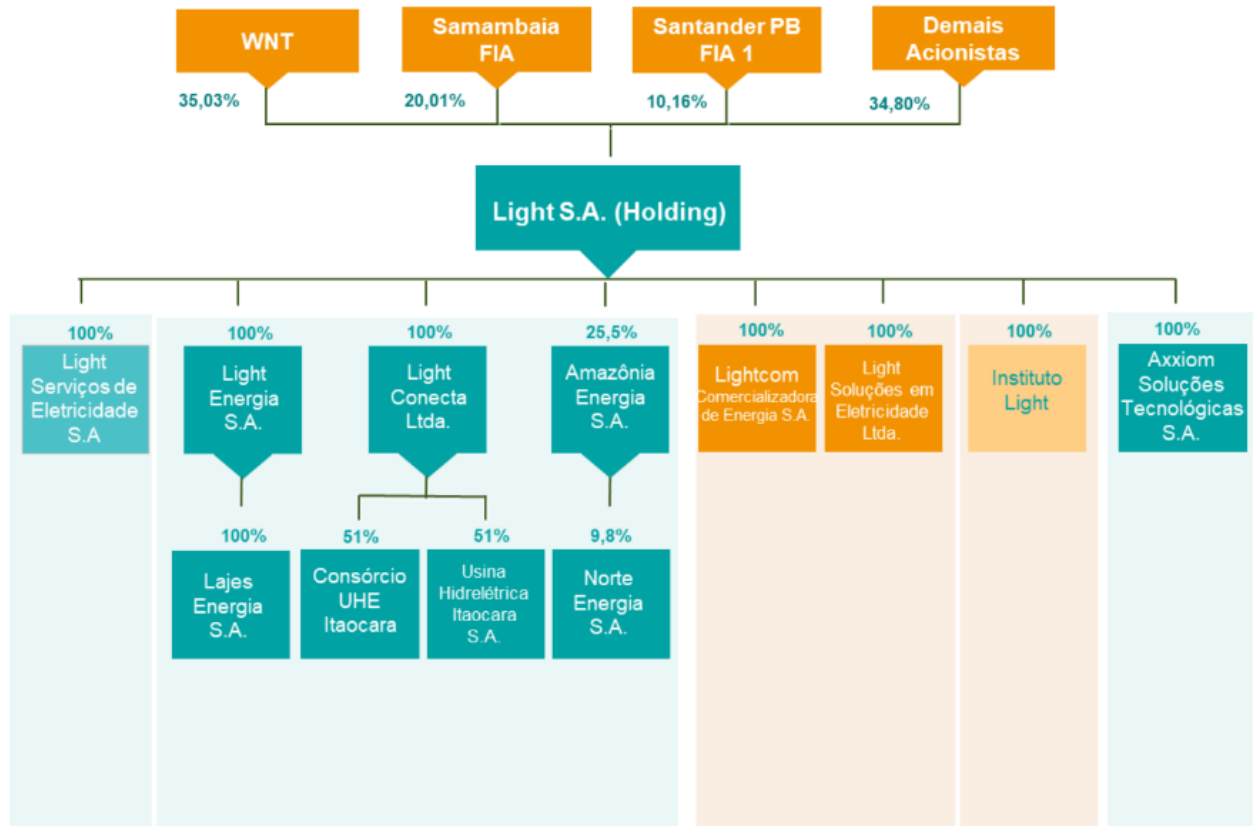 WNT
Samambaia
FIA
Santander PB
FIA 1
Demais
Acionistas
35,03%
20,01%
10,16%
34,80%
Light S.A. (Holding)
100%
Light
Serviços de
Eletricidade
S.A
100%
Light
Energia
S.A.
100%
Light
Conecta
Ltda.
25,5%
Amazônia
Energia
S.A.
100%
Lightcom
Comercializadora
de Energia S.A.
100%
Light
Soluções em
Eletricidade
Ltda.
100%
Instituto
Light
100%
Axxiom
Soluções
Tecnológicas
S.A.
100%
Lajes
Energia
S.A.
51%
Consórcio
UHE
Itaocara
51%
Usina
Hidrelétrica
Itaocara
S.A.
9,8%
Norte
Energia
S.A.